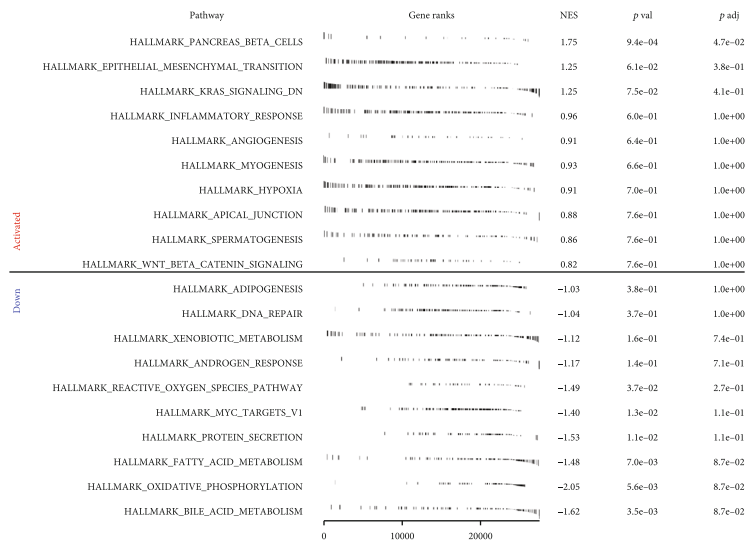 Pathway Gene ranks NES p val p adj
HALLMARK_PANCREAS_BETA_CELLS 1.75 9.4e−04 4.7e−02
HALLMARK_EPITHELIAL_MESENCHYMAL_TRANSITION 1.25 6.1e−02 3.8e−01
HALLMARK_KRAS_SIGNALING_DN 1.25 7.5e−02 4.1e−01
HALLMARK_INFLAMMATORY_RESPONSE 0.96 6.0e−01 1.0e+00
HALLMARK_ANGIOGENESIS 0.91 6.4e−01 1.0e+00
HALLMARK_MYOGENESIS 0.93 6.6e−01 1.0e+00
HALLMARK_HYPOXIA 0.91 7.0e−01 1.0e+00
HALLMARK_APICAL_JUNCTION 0.88 7.6e−01 1.0e+00
Activated
HALLMARK_SPERMATOGENESIS 0.86 7.6e−01 1.0e+00
HALLMARK_WNT_BETA_CATENIN_SIGNALING 0.82 7.6e−01 1.0e+00
Down
HALLMARK_ADIPOGENESIS −1.03 3.8e−01 1.0e+00
HALLMARK_DNA_REPAIR −1.04 3.7e−01 1.0e+00
HALLMARK_XENOBIOTIC_METABOLISM −1.12 1.6e−01 7.4e−01
HALLMARK_ANDROGEN_RESPONSE −1.17 1.4e−01 7.1e−01
HALLMARK_REACTIVE_OXYGEN_SPECIES_PATHWAY −1.49 3.7e−02 2.7e−01
HALLMARK_MYC_TARGETS_V1 −1.40 1.3e−02 1.1e−01
HALLMARK_PROTEIN_SECRETION −1.53 1.1e−02 1.1e−01
HALLMARK_FATTY_ACID_METABOLISM −1.48 7.0e−03 8.7e−02
HALLMARK_OXIDATIVE_PHOSPHORYLATION −2.05 5.6e−03 8.7e−02
HALLMARK_BILE_ACID_METABOLISM −1.62 3.5e−03 8.7e−02
0 10000 20000